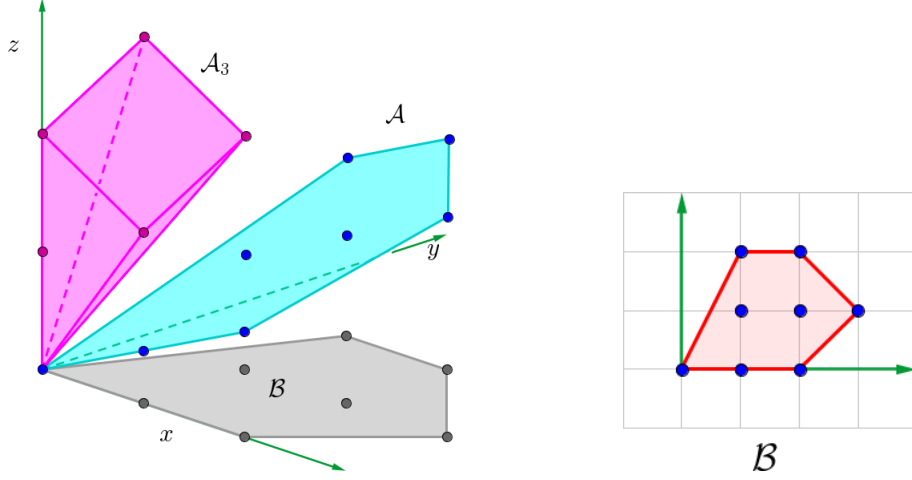 z
𝒜₃
𝒜
y
ℬ
x
ℬ